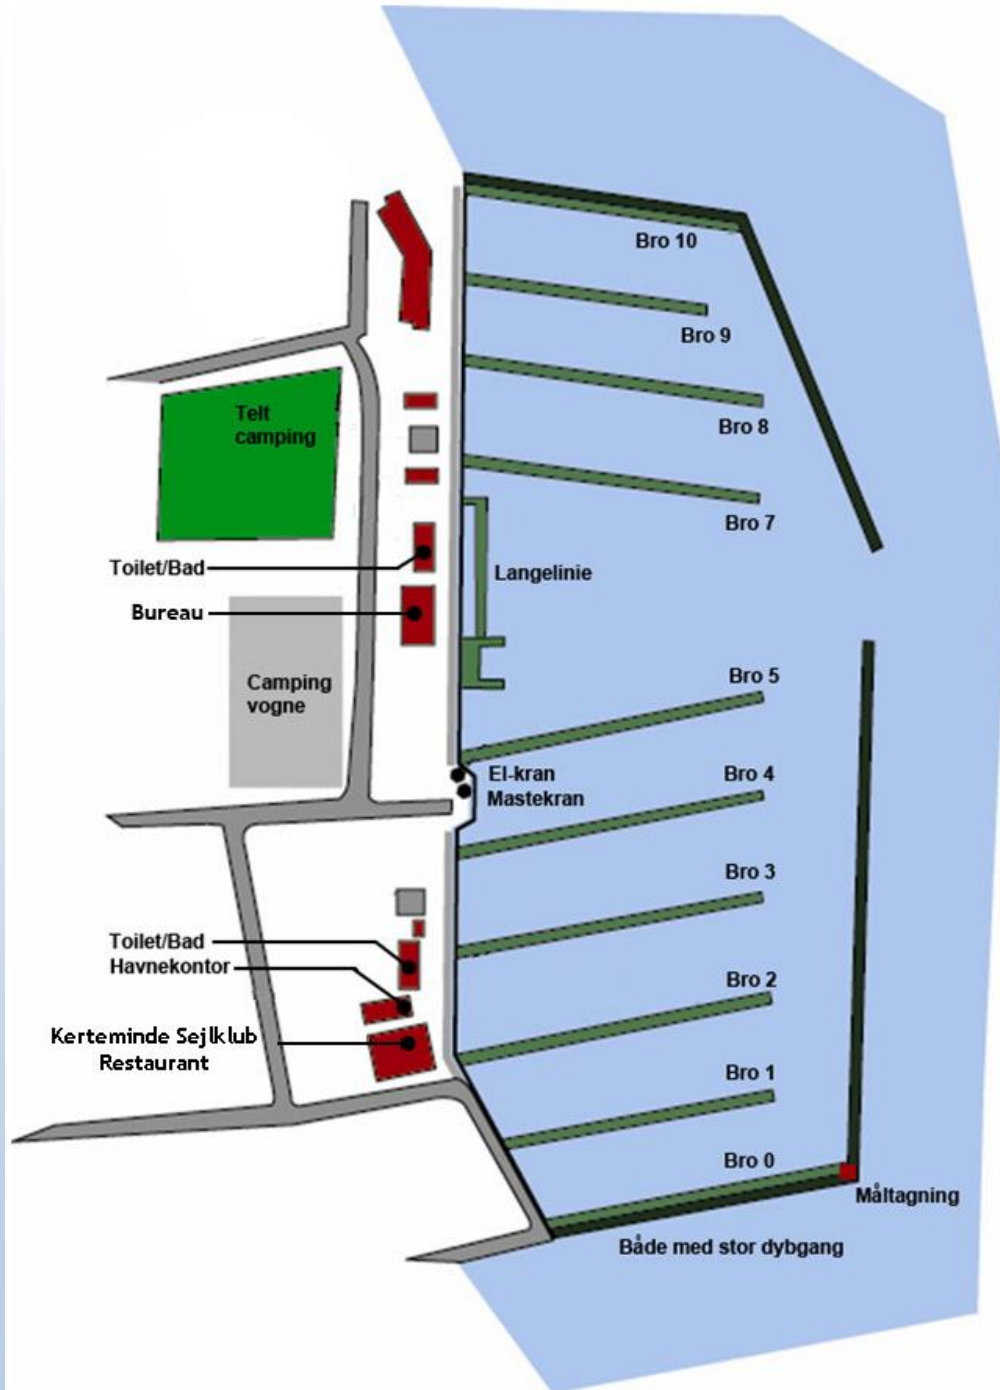 Bro 10
Bro 9
Telt
camping
Bro 8
Bro 7
Toilet/Bad
Langelinie
Bureau
Camping
vogne
Bro 5
El-kran
Mastekran
Bro 4
Bro 3
Toilet/Bad
Havnekontor
Bro 2
Kerteminde Sejlklub
Restaurant
Bro 1
Bro 0
Måltagning
Både med stor dybgang